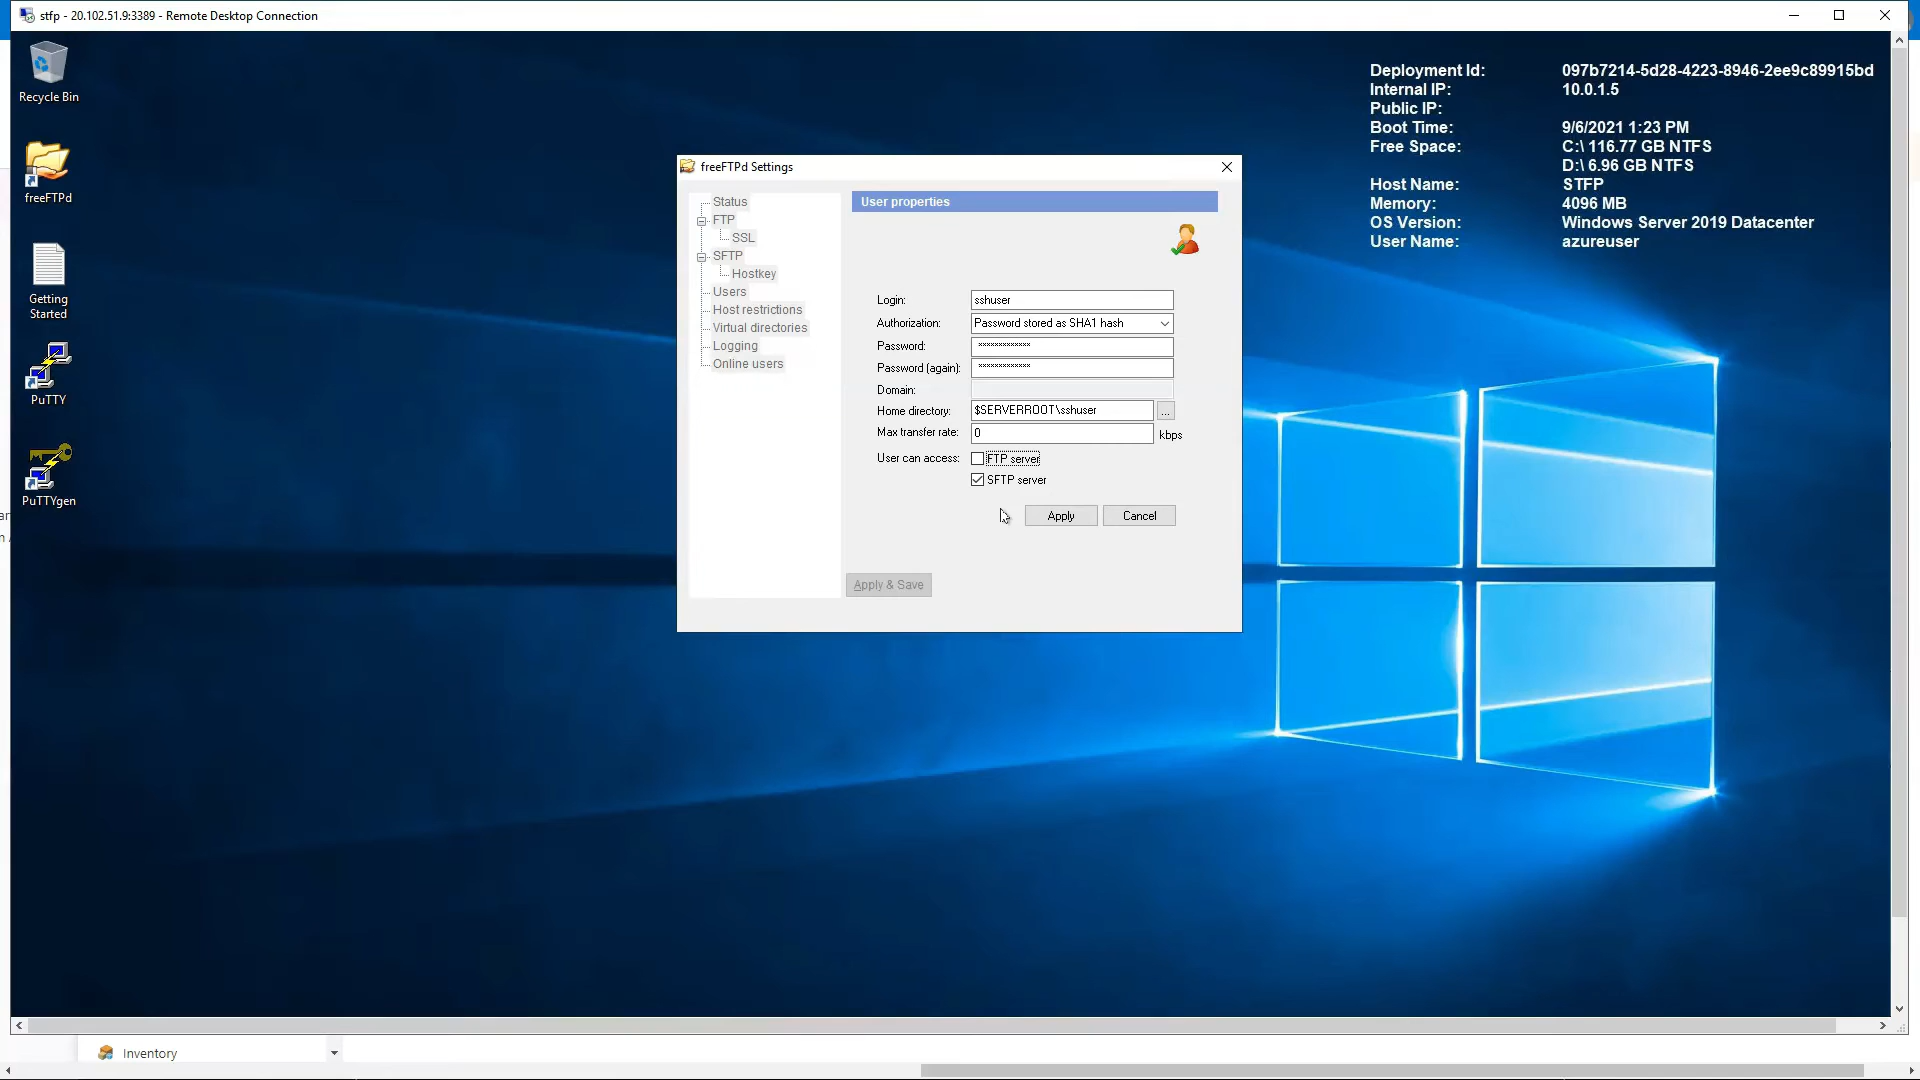 stfp - 20.102.51.9:3389 - Remote Desktop Connection
Recycle Bin
freeFTPd
Getting
Started
PuTTY
PuTTYgen
Deployment Id: 097b7214-5d28-4223-8946-2ee9c89915bd
Internal IP: 10.0.1.5
Public IP:
Boot Time: 9/6/2021 1:23 PM
Free Space: C:\ 116.77 GB NTFS
D:\ 6.96 GB NTFS
Host Name: STFP
Memory: 4096 MB
OS Version: Windows Server 2019 Datacenter
User Name: azureuser
freeFTPd Settings
Status
FTP
SSL
SFTP
Hostkey
Users
Host restrictions
Virtual directories
Logging
Online users
User properties
Login: sshuser
Authorization: Password stored as SHA1 hash
Password: *************
Password (again): *************
Domain:
Home directory: $SERVERROOT\sshuser ...
Max transfer rate: 0 kbps
User can access: FTP server
SFTP server
Apply Cancel
Apply & Save
Inventory